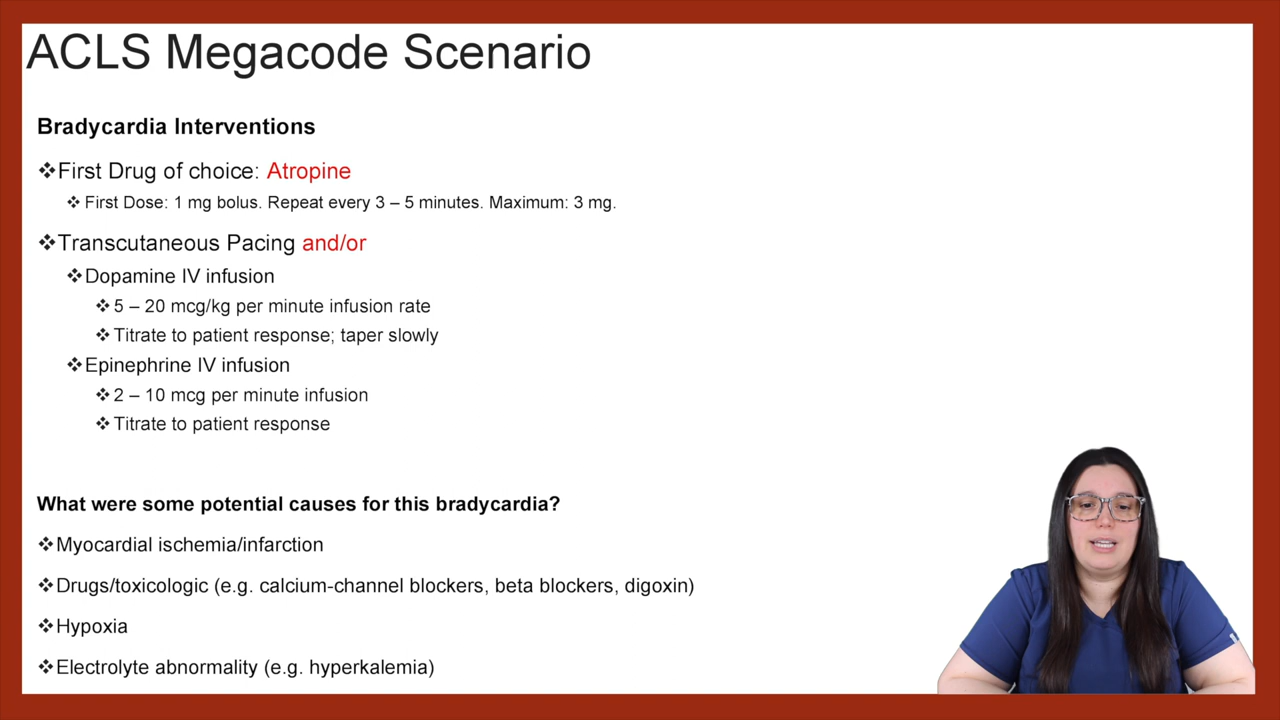 ACLS Megacode Scenario
Bradycardia Interventions
❖First Drug of choice: Atropine
❖ First Dose: 1 mg bolus. Repeat every 3 – 5 minutes. Maximum: 3 mg.
❖Transcutaneous Pacing and/or
❖Dopamine IV infusion
❖ 5 – 20 mcg/kg per minute infusion rate
❖ Titrate to patient response; taper slowly
❖Epinephrine IV infusion
❖ 2 – 10 mcg per minute infusion
❖ Titrate to patient response
What were some potential causes for this bradycardia?
❖Myocardial ischemia/infarction
❖Drugs/toxicologic (e.g. calcium-channel blockers, beta blockers, digoxin)
❖Hypoxia
❖Electrolyte abnormality (e.g. hyperkalemia)